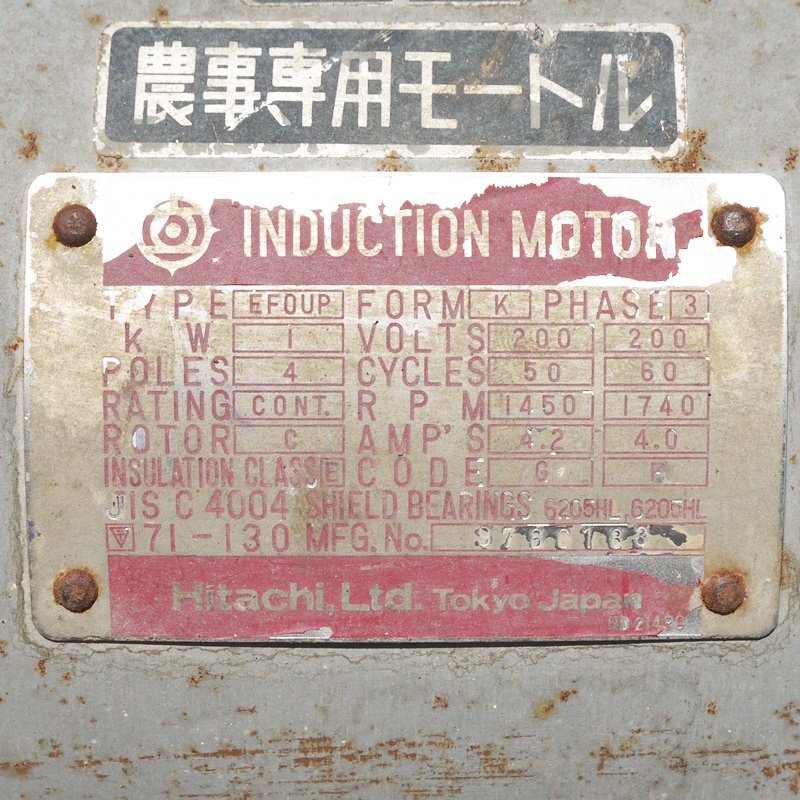 農事専用モートル
INDUCTION MOTOR
TYPE EFOUP FORM K PHASE 3
KW 1 VOLTS 200 200
POLES 4 CYCLES 50 60
RATING CONT. RPM 1450 1740
ROTOR C AMP'S 4.2 4.0
INSULATION CLASS E CODE G
JIS C 4004 SHIELD BEARINGS 6205HL, 6205HL
71-130 MFG. No.
Hitachi, Ltd. Tokyo Japan